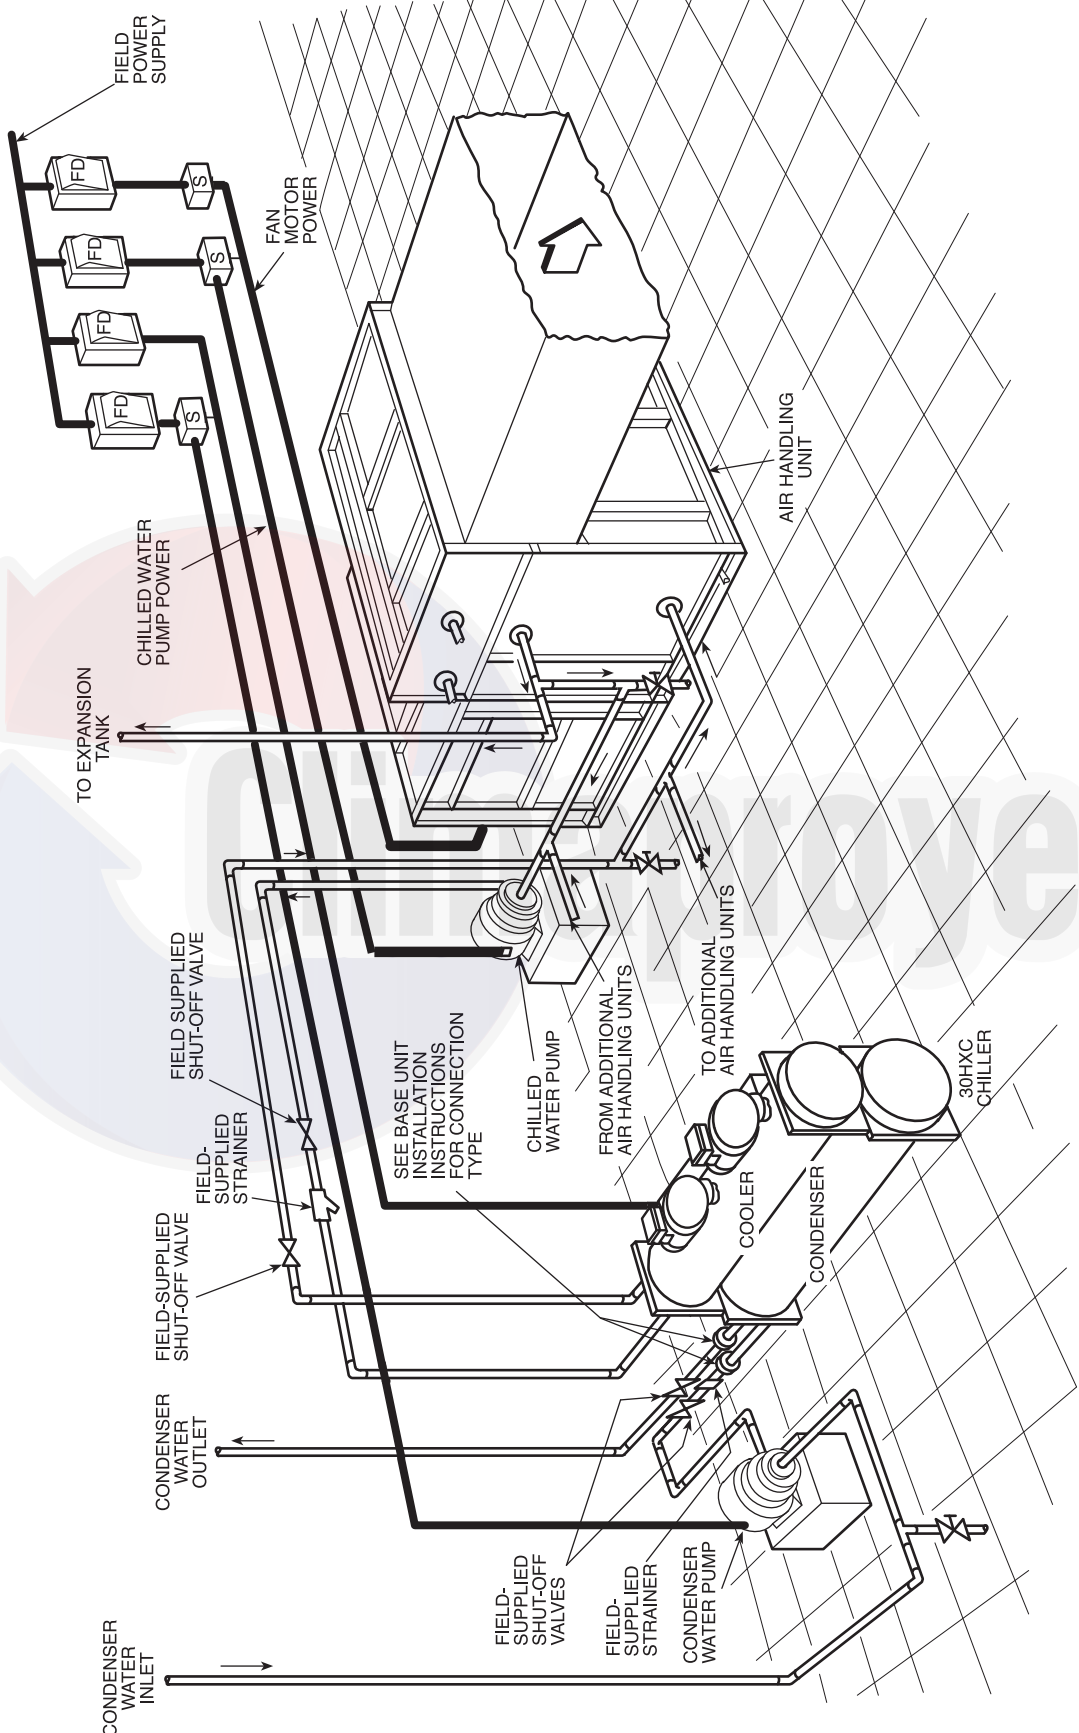 FIELD
POWER
SUPPLY
FD
FD
FD
FD
S
S
S
FAN
MOTOR
POWER
CHILLED WATER
PUMP POWER
TO EXPANSION
TANK
AIR HANDLING
UNIT
FIELD SUPPLIED
SHUT-OFF VALVE
FIELD-
SUPPLIED
STRAINER
FIELD-SUPPLIED
SHUT-OFF VALVE
CONDENSER
WATER
OUTLET
CONDENSER
WATER
INLET
SEE BASE UNIT
INSTALLATION
INSTRUCTIONS
FOR CONNECTION
TYPE
CHILLED
WATER PUMP
FROM ADDITIONAL
AIR HANDLING UNITS
TO ADDITIONAL
AIR HANDLING UNITS
30HXC
CHILLER
COOLER
CONDENSER
FIELD-
SUPPLIED
SHUT-OFF
VALVES
FIELD-
SUPPLIED
STRAINER
CONDENSER
WATER PUMP
Climaproye